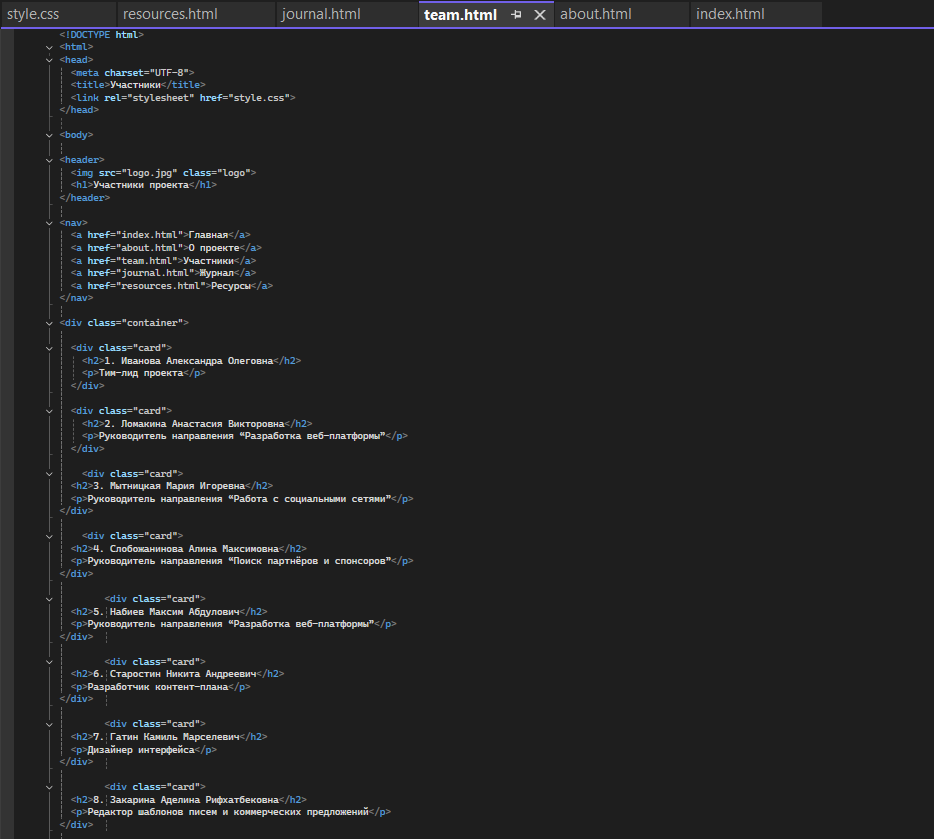 style.css resources.html journal.html team.html about.html index.html
<!DOCTYPE html>
<html>
<head>
<meta charset="UTF-8">
<title>Участники</title>
<link rel="stylesheet" href="style.css">
</head>
<body>
<header>
<img src="logo.jpg" class="logo">
<h1>Участники проекта</h1>
</header>
<nav>
<a href="index.html">Главная</a>
<a href="about.html">О проекте</a>
<a href="team.html">Участники</a>
<a href="journal.html">Журнал</a>
<a href="resources.html">Ресурсы</a>
</nav>
<div class="container">
<div class="card">
<h2>1. Иванова Александра Олеговна</h2>
<p>Тим-лид проекта</p>
</div>
<div class="card">
<h2>2. Ломакина Анастасия Викторовна</h2>
<p>Руководитель направления “Разработка веб-платформы”</p>
</div>
<div class="card">
<h2>3. Мытницкая Мария Игоревна</h2>
<p>Руководитель направления “Работа с социальными сетями”</p>
</div>
<div class="card">
<h2>4. Слобожанинова Алина Максимовна</h2>
<p>Руководитель направления “Поиск партнёров и спонсоров”</p>
</div>
<div class="card">
<h2>5. Набиев Максим Абдулович</h2>
<p>Руководитель направления “Разработка веб-платформы”</p>
</div>
<div class="card">
<h2>6. Старостин Никита Андреевич</h2>
<p>Разработчик контент-плана</p>
</div>
<div class="card">
<h2>7. Гатин Камиль Марселевич</h2>
<p>Дизайнер интерфейса</p>
</div>
<div class="card">
<h2>8. Закарина Аделина Рифхатбековна</h2>
<p>Редактор шаблонов писем и коммерческих предложений</p>
</div>